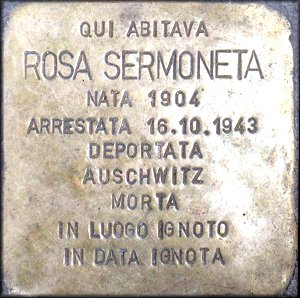 QUI ABITAVA
ROSA SERMONETA
NATA 1904
ARRESTATA 16.10.1943
DEPORTATA
AUSCHWITZ
MORTA
IN LUOGO IGNOTO
IN DATA IGNOTA